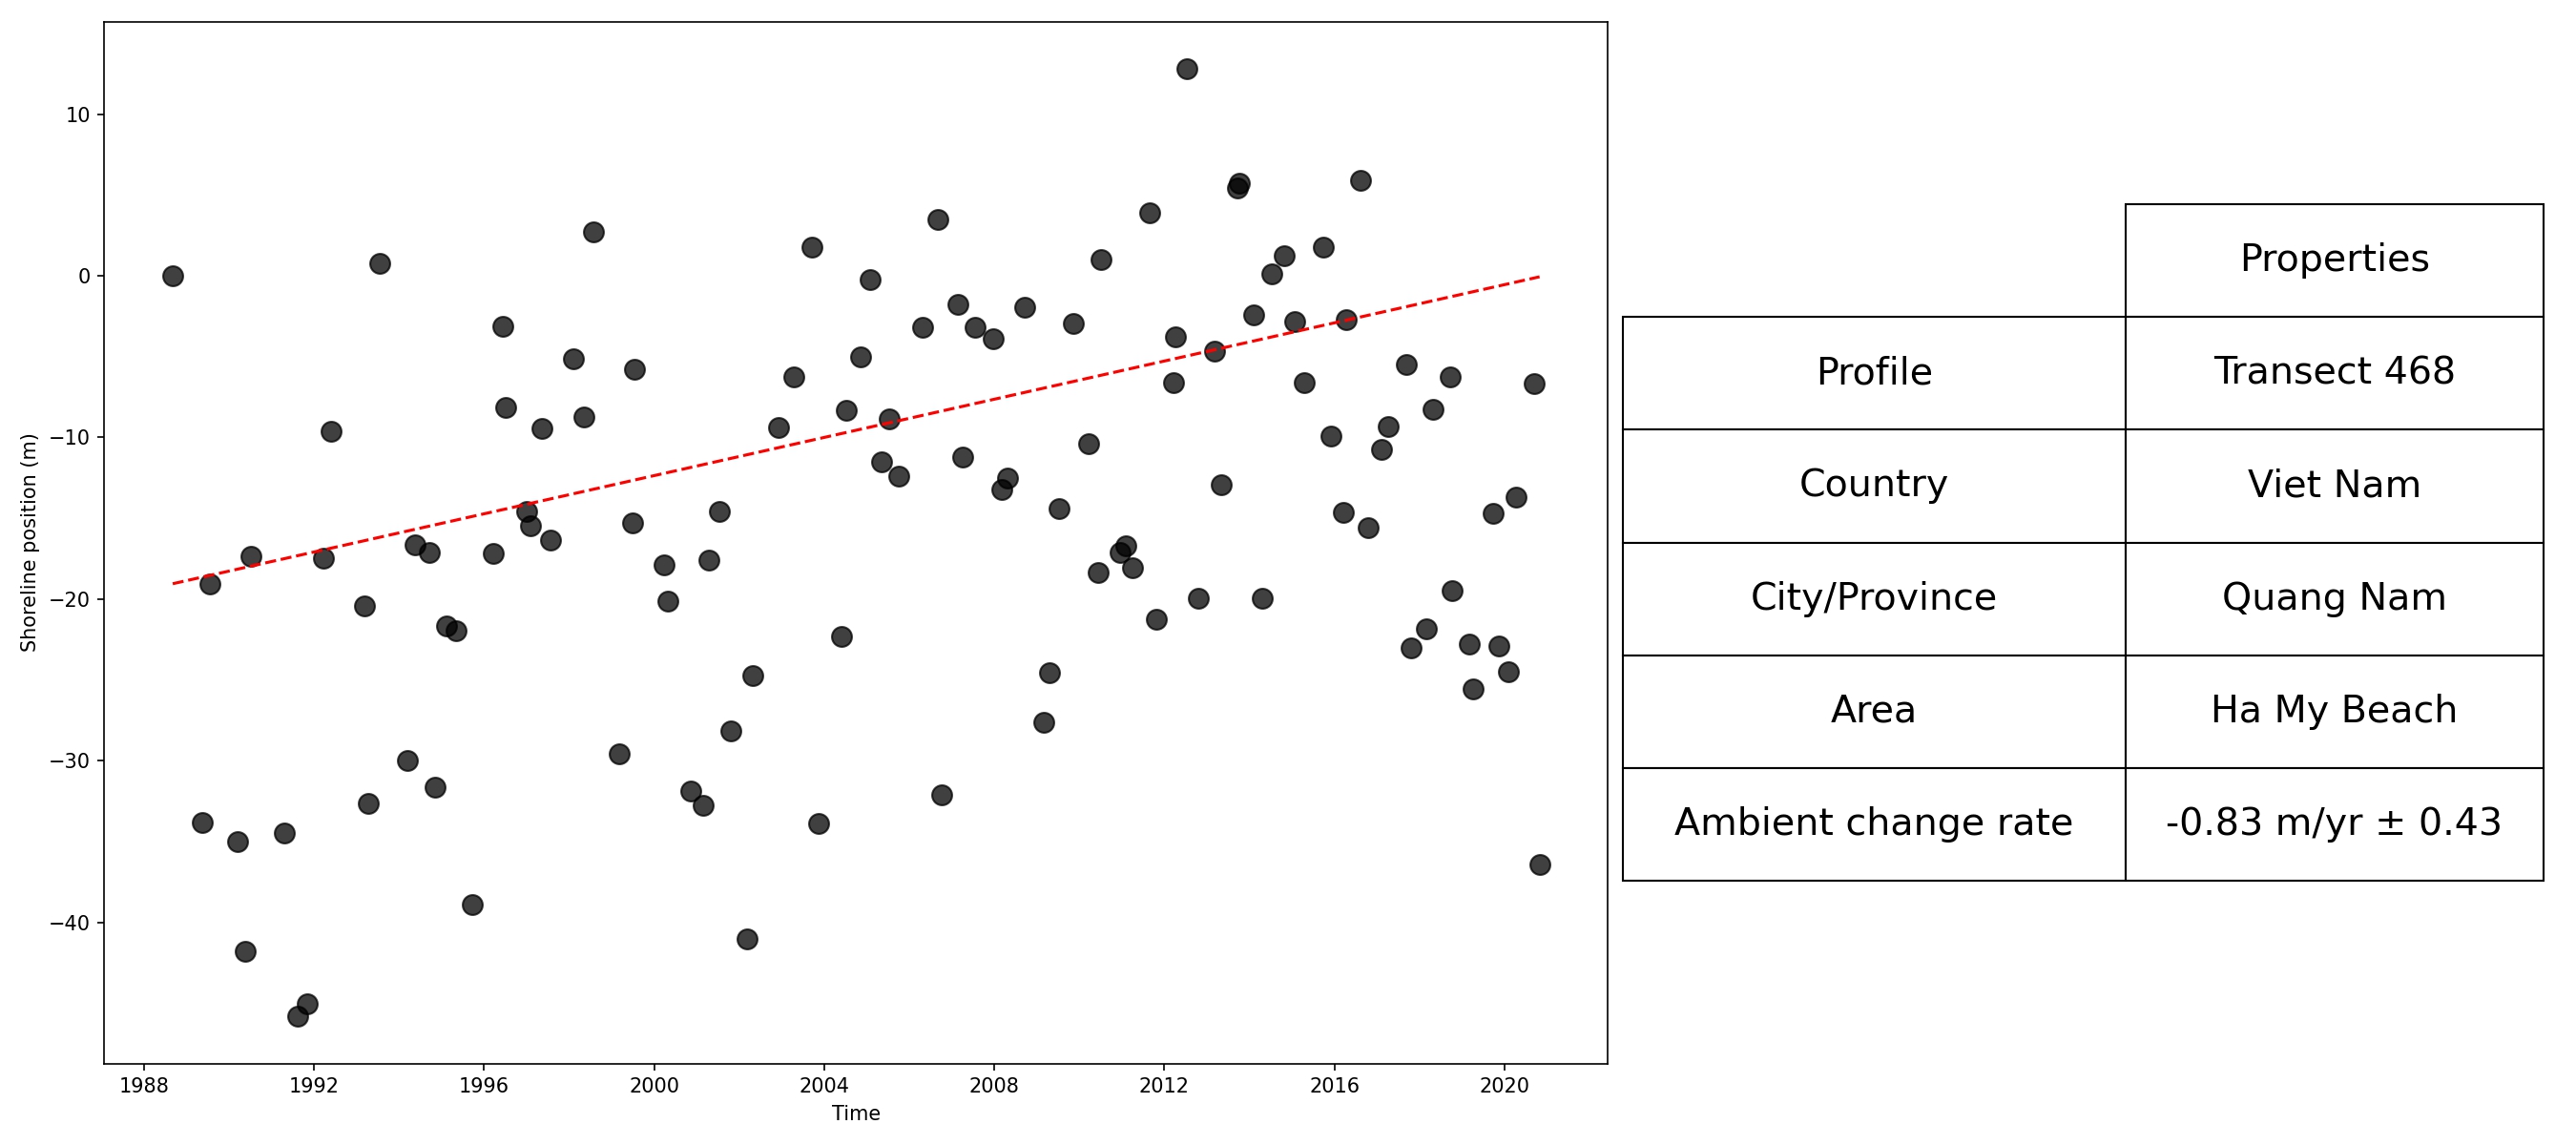 10
0
−10
−20
−30
−40
Shoreline position (m)
1988 1992 1996 2000 2004 2008 2012 2016 2020
Time
Properties
Profile Transect 468
Country Viet Nam
City/Province Quang Nam
Area Ha My Beach
Ambient change rate -0.83 m/yr ± 0.43